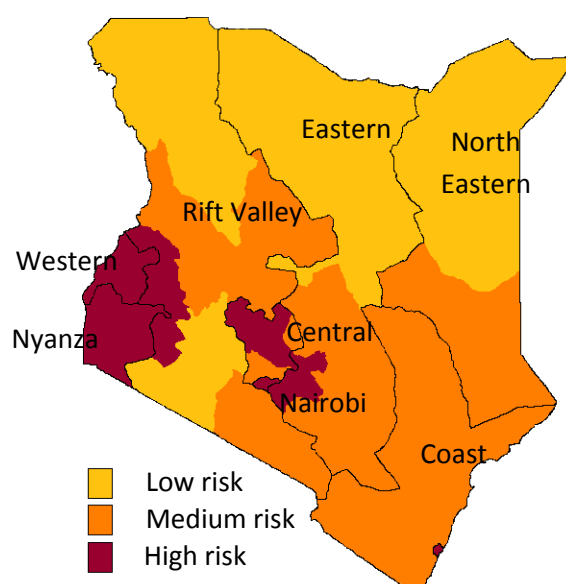 Eastern
North
Eastern
Rift Valley
Western
Nyanza
Central
Nairobi
Coast
Low risk
Medium risk
High risk